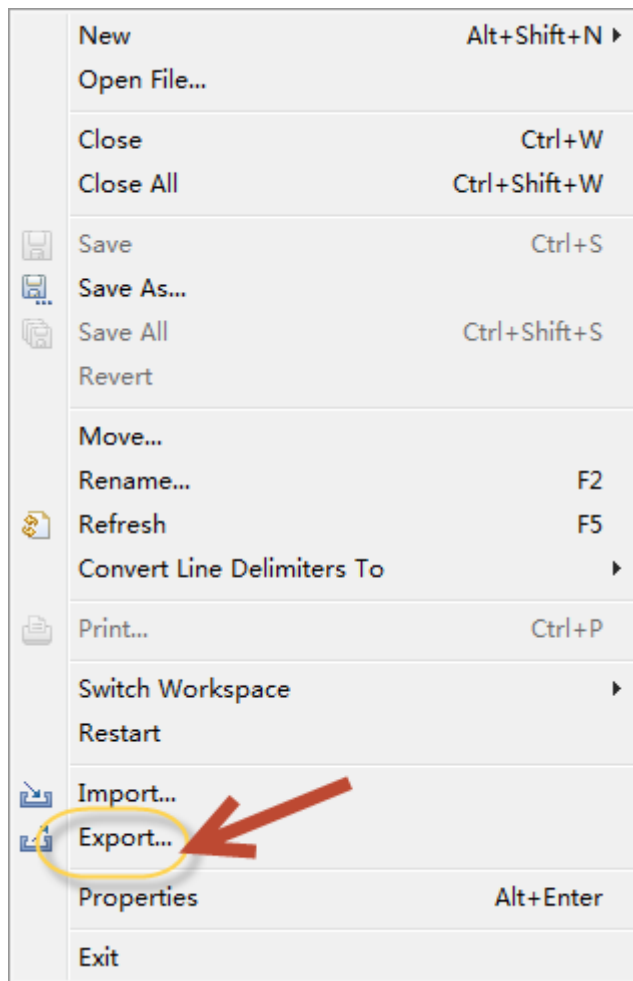 New Alt+Shift+N
Open File...
Close Ctrl+W
Close All Ctrl+Shift+W
Save Ctrl+S
Save As...
Save All Ctrl+Shift+S
Revert
Move...
Rename... F2
Refresh F5
Convert Line Delimiters To
Print... Ctrl+P
Switch Workspace
Restart
Import...
Export...
Properties Alt+Enter
Exit